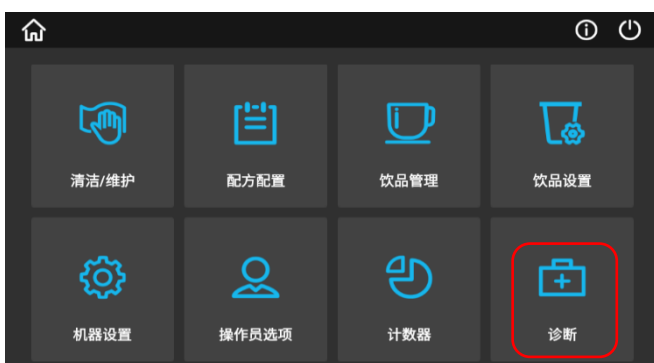 清洁/维护
配方配置
饮品管理
饮品设置
机器设置
操作员选项
计数器
诊断